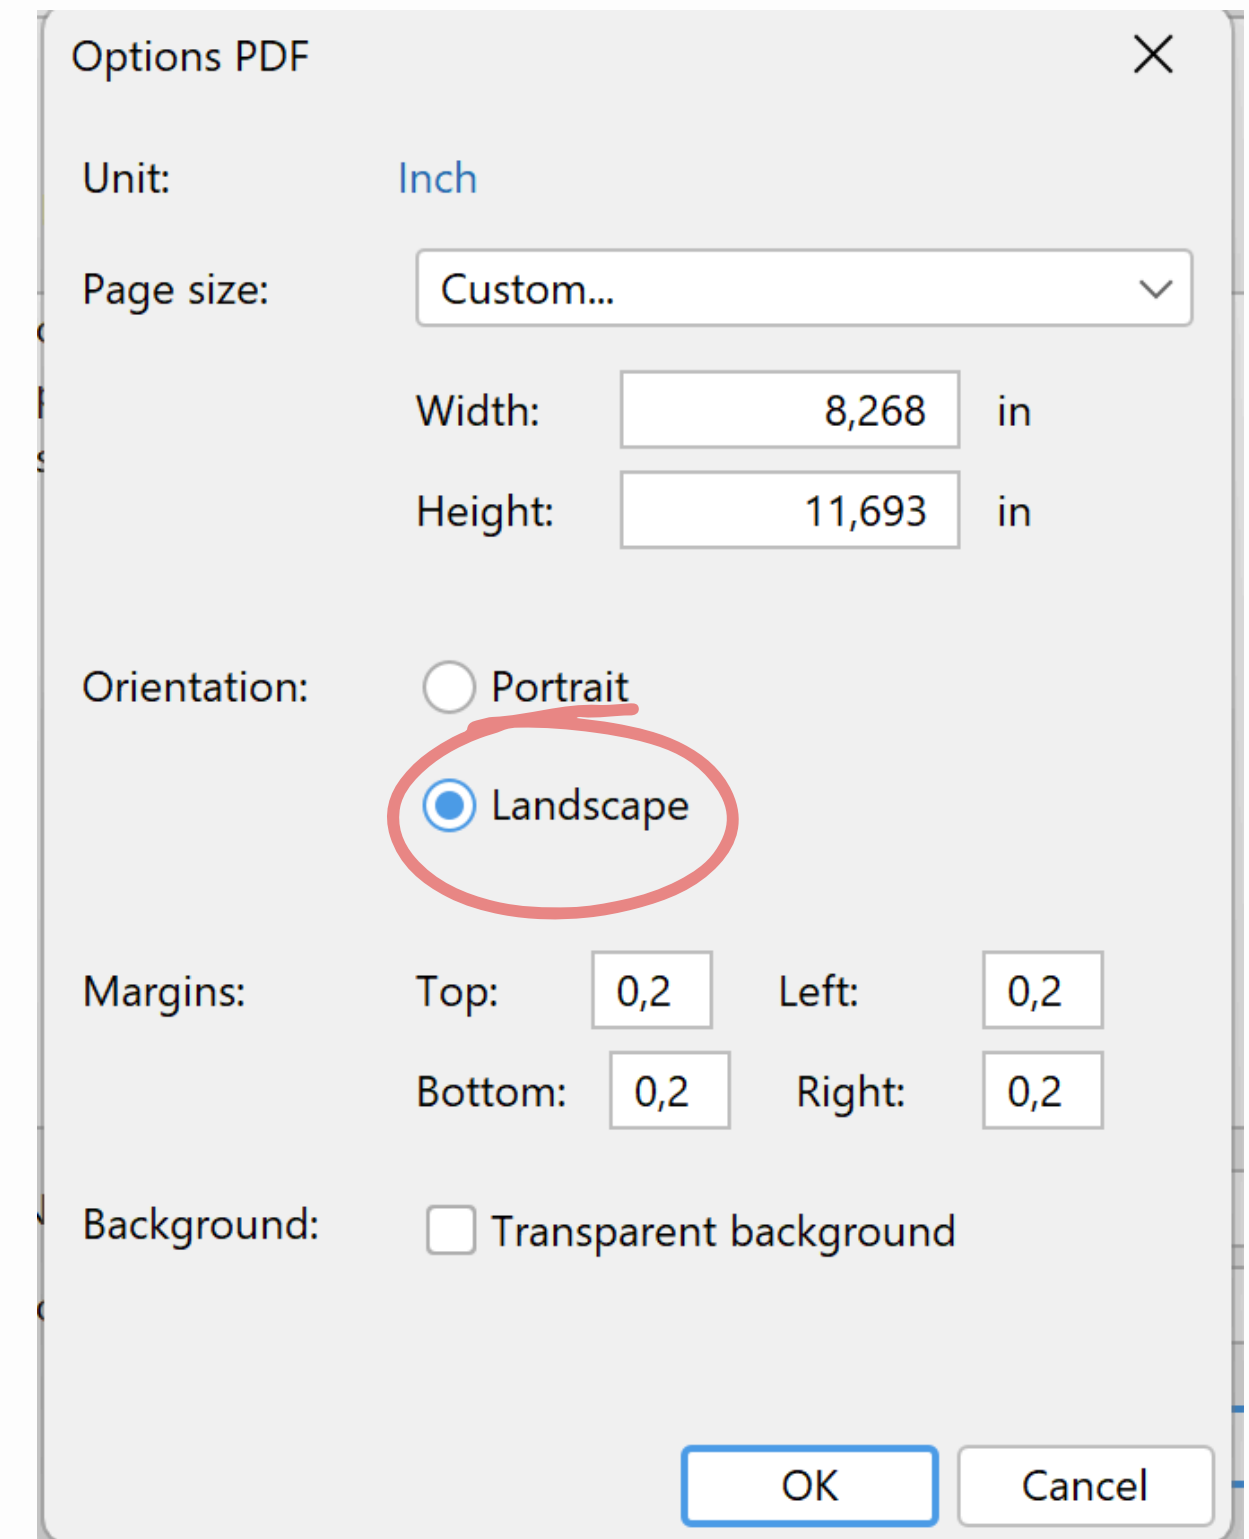 Options PDF
Unit: Inch
Page size: Custom...
Width: 8,268 in
Height: 11,693 in
Orientation: Portrait
Landscape
Margins: Top: 0,2 Left: 0,2
Bottom: 0,2 Right: 0,2
Background: Transparent background
OK Cancel